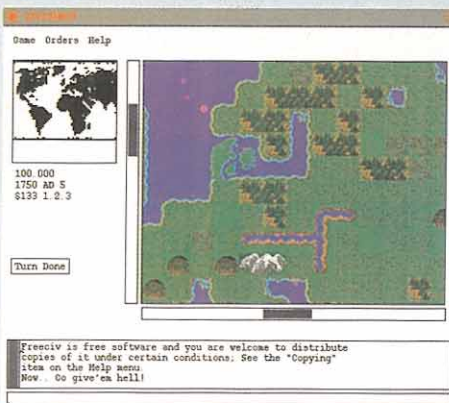 Game Orders Help
100.000
1750 AD S
$133 1.2.3
Turn Done
Freeciv is free software and you are welcome to distribute
copies of it under certain conditions; See the "Copying"
item on the Help menu.
Now.. Go give'em hell!